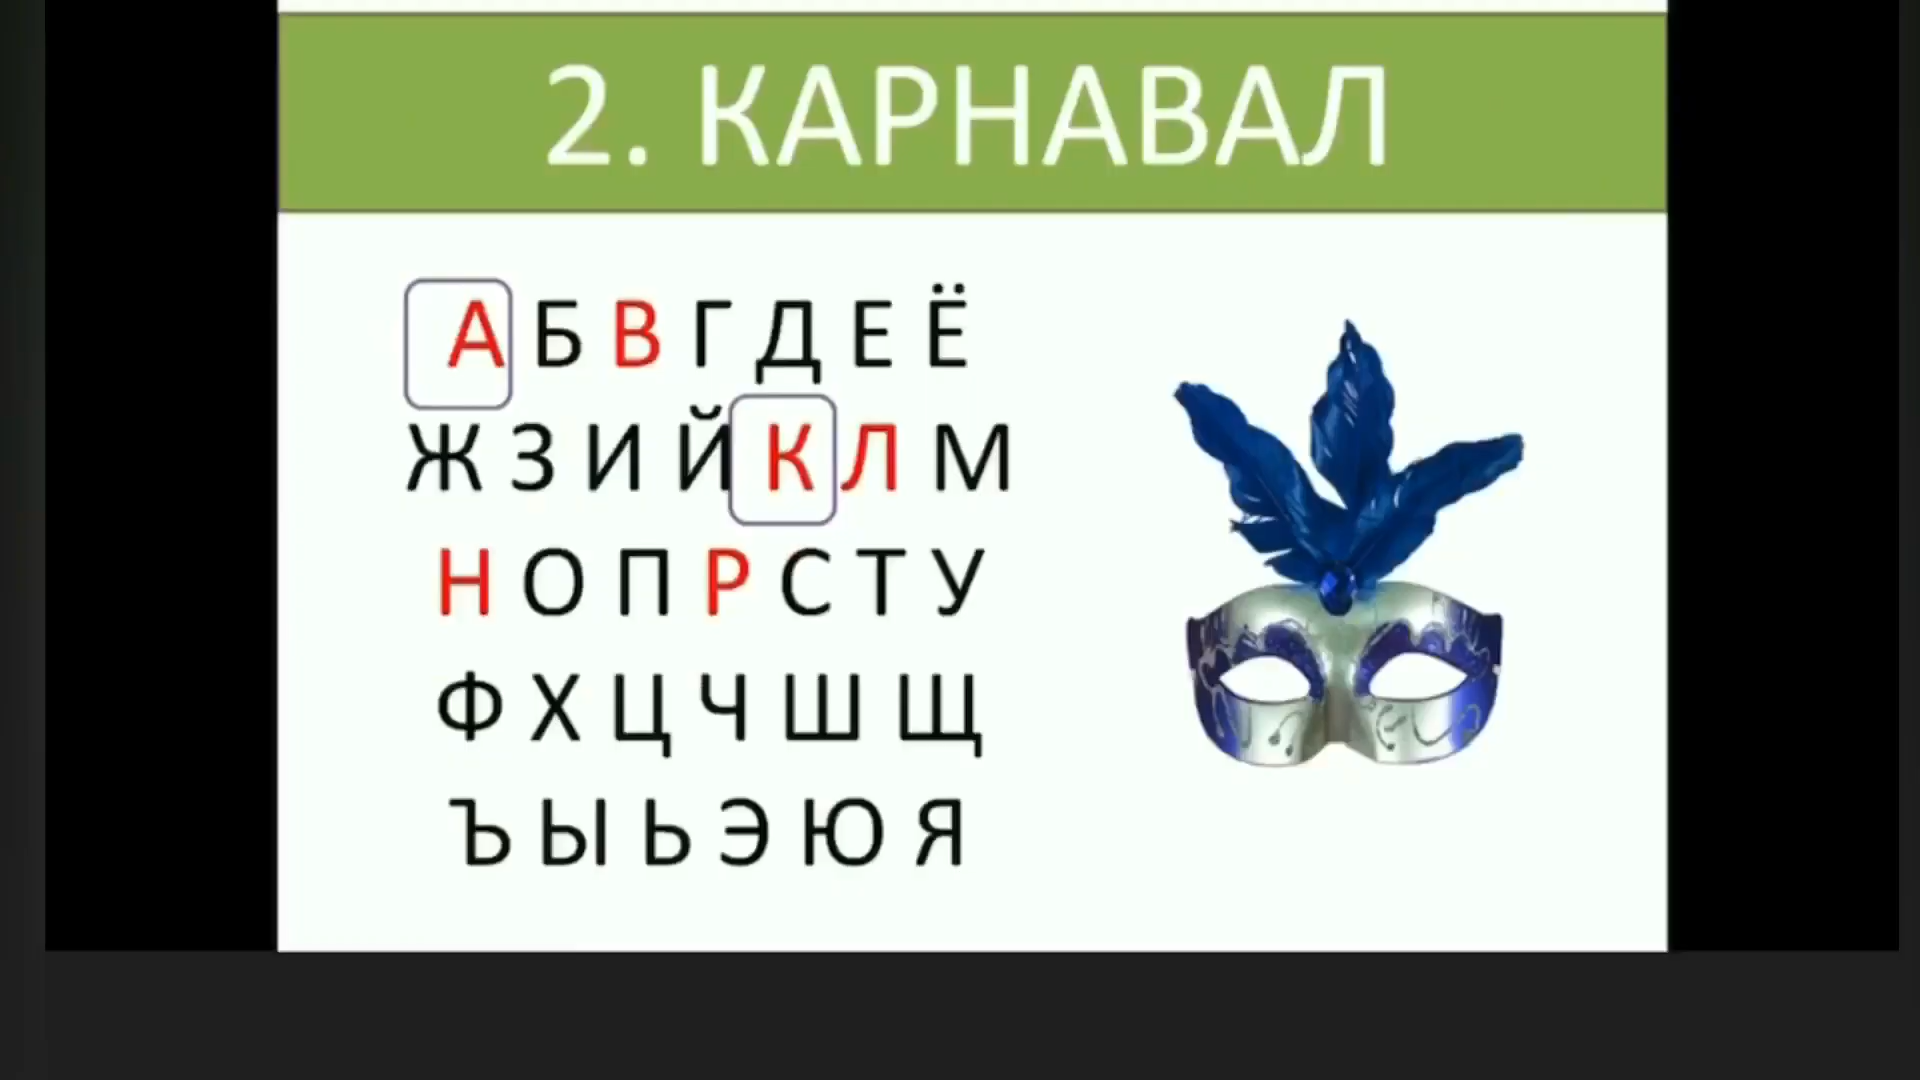 2. КАРНАВАЛ
А Б В Г Д Е Ё
Ж З И Й К Л М
Н О П Р С Т У
Ф Х Ц Ч Ш Щ
Ъ Ы Ь Э Ю Я